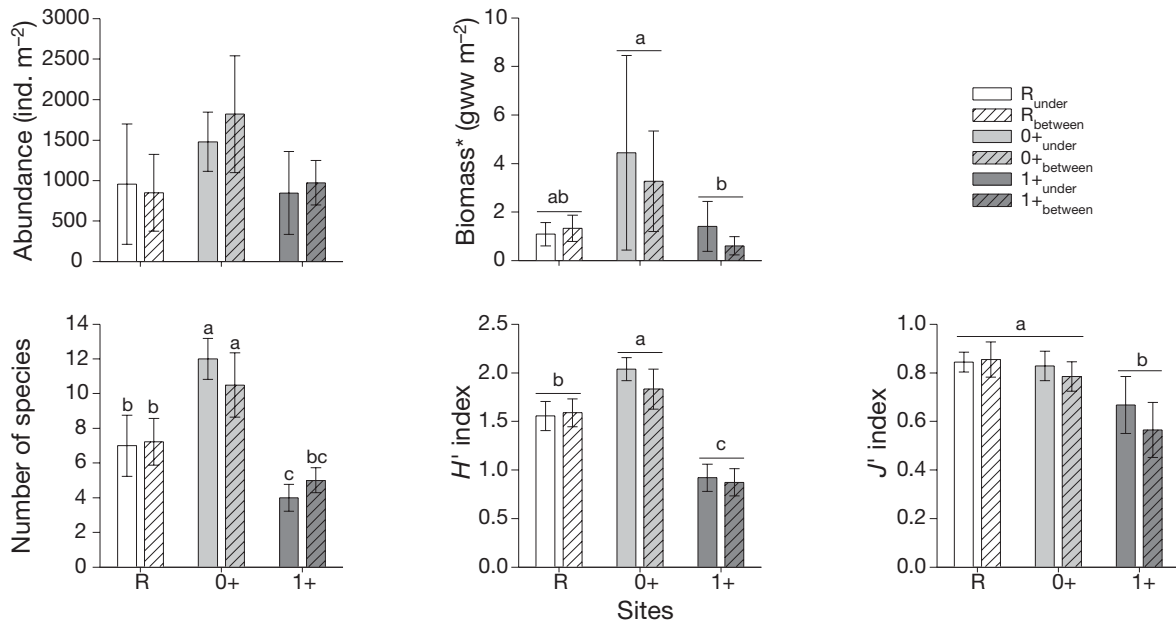 Abundance (ind. m⁻²)
3000
2500
2000
1500
1000
500
0
Biomass* (gww m⁻²)
10
8
6
4
2
0
ab
a
b
R under
R between
0+ under
0+ between
1+ under
1+ between
Number of species
14
12
10
8
6
4
2
0
b
b
a
a
c
bc
R
0+
1+
H' index
2.5
2.0
1.5
1.0
0.5
0.0
b
a
c
R
0+
1+
Sites
J' index
1.0
0.8
0.6
0.4
0.2
0.0
a
b
R
0+
1+